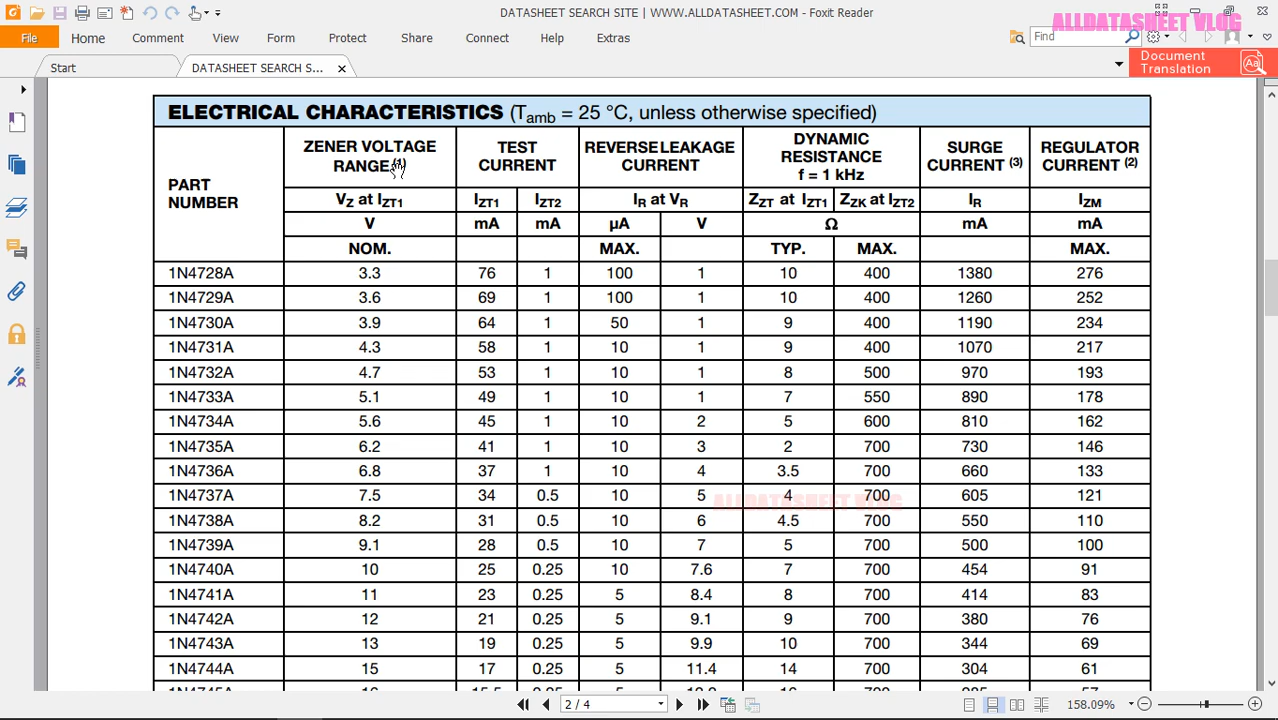 DATASHEET SEARCH SITE | WWW.ALLDATASHEET.COM - Foxit Reader
ALLDATASHEET VLOG
File Home Comment View Form Protect Share Connect Help Extras Find
Start DATASHEET SEARCH S... Document
Translation
ELECTRICAL CHARACTERISTICS (Tamb = 25 °C, unless otherwise specified)
PART NUMBER ZENER VOLTAGE RANGE (1) TEST CURRENT REVERSE LEAKAGE CURRENT DYNAMIC RESISTANCE f = 1 kHz SURGE CURRENT (3) REGULATOR CURRENT (2)
VZ at IZT1 IZT1 IZT2 IR at VR ZZT at IZT1 ZZK at IZT2 IR IZM
V mA mA µA V Ω mA mA
NOM. MAX. TYP. MAX. MAX.
1N4728A 3.3 76 1 100 1 10 400 1380 276
1N4729A 3.6 69 1 100 1 10 400 1260 252
1N4730A 3.9 64 1 50 1 9 400 1190 234
1N4731A 4.3 58 1 10 1 9 400 1070 217
1N4732A 4.7 53 1 10 1 8 500 970 193
1N4733A 5.1 49 1 10 1 7 550 890 178
1N4734A 5.6 45 1 10 2 5 600 810 162
1N4735A 6.2 41 1 10 3 2 700 730 146
1N4736A 6.8 37 1 10 4 3.5 700 660 133
1N4737A 7.5 34 0.5 10 5 4 700 605 121
ALLDATASHEET VLOG
1N4738A 8.2 31 0.5 10 6 4.5 700 550 110
1N4739A 9.1 28 0.5 10 7 5 700 500 100
1N4740A 10 25 0.25 10 7.6 7 700 454 91
1N4741A 11 23 0.25 5 8.4 8 700 414 83
1N4742A 12 21 0.25 5 9.1 9 700 380 76
1N4743A 13 19 0.25 5 9.9 10 700 344 69
1N4744A 15 17 0.25 5 11.4 14 700 304 61
2 / 4 158.09%